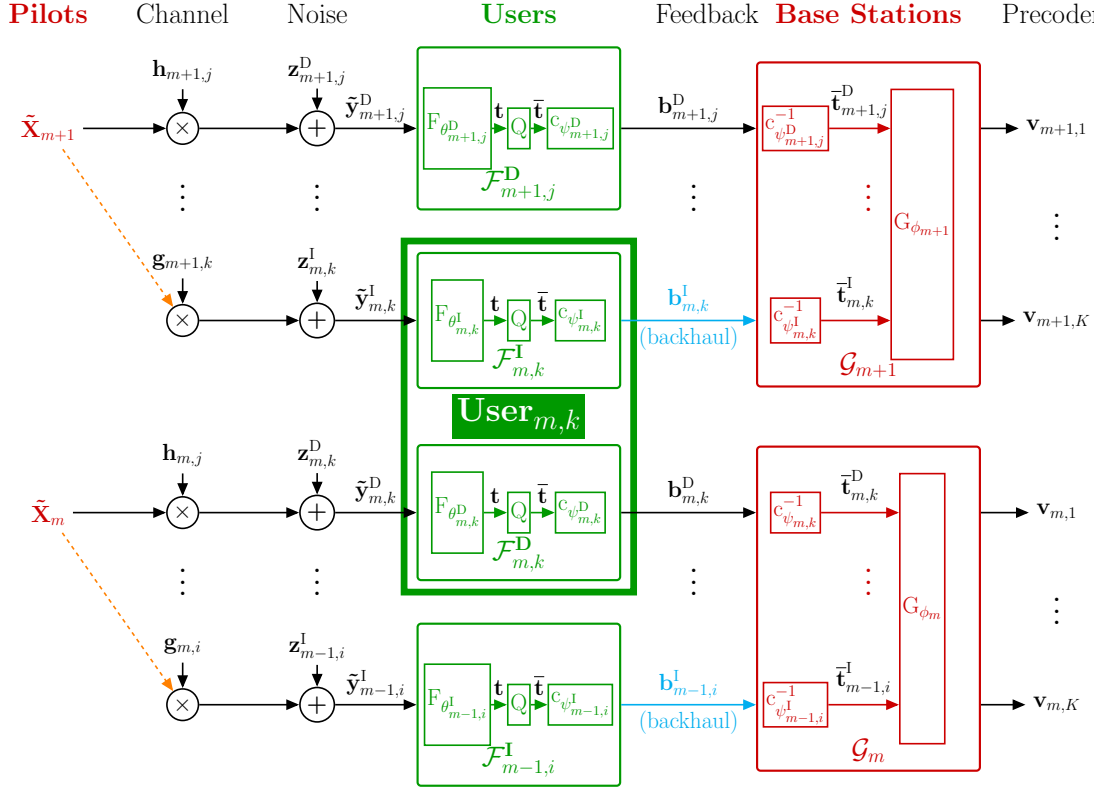 Pilots Channel Noise Users Feedback Base Stations Precoder
h_{m+1,j} z^D_{m+1,j}
X̃_{m+1} × + ỹ^D_{m+1,j} F_{θ^D_{m+1,j}} t Q t̄ c_{ψ^D_{m+1,j}} b^D_{m+1,j} c^{-1}_{ψ^D_{m+1,j}} t̄^D_{m+1,j} v_{m+1,1}
𝓕^D_{m+1,j}
⋮ ⋮ ⋮ ⋮ G_{ϕ_{m+1}} ⋮
g_{m+1,k} z^I_{m,k}
× + ỹ^I_{m,k} F_{θ^I_{m,k}} t Q t̄ c_{ψ^I_{m,k}} b^I_{m,k} c^{-1}_{ψ^I_{m,k}} t̄^I_{m,k} v_{m+1,K}
(backhaul)
𝓕^I_{m,k} 𝒢_{m+1}
User_{m,k}
h_{m,j} z^D_{m,k}
X̃_m × + ỹ^D_{m,k} F_{θ^D_{m,k}} t Q t̄ c_{ψ^D_{m,k}} b^D_{m,k} c^{-1}_{ψ_{m,k}^D} t̄^D_{m,k} v_{m,1}
𝓕^D_{m,k}
⋮ ⋮ ⋮ ⋮ G_{ϕ_m} ⋮
g_{m,i} z^I_{m-1,i}
× + ỹ^I_{m-1,i} F_{θ^I_{m-1,i}} t Q t̄ c_{ψ^I_{m-1,i}} b^I_{m-1,i} c^{-1}_{ψ^I_{m-1,i}} t̄^I_{m-1,i} v_{m,K}
(backhaul)
𝓕^I_{m-1,i} 𝒢_m